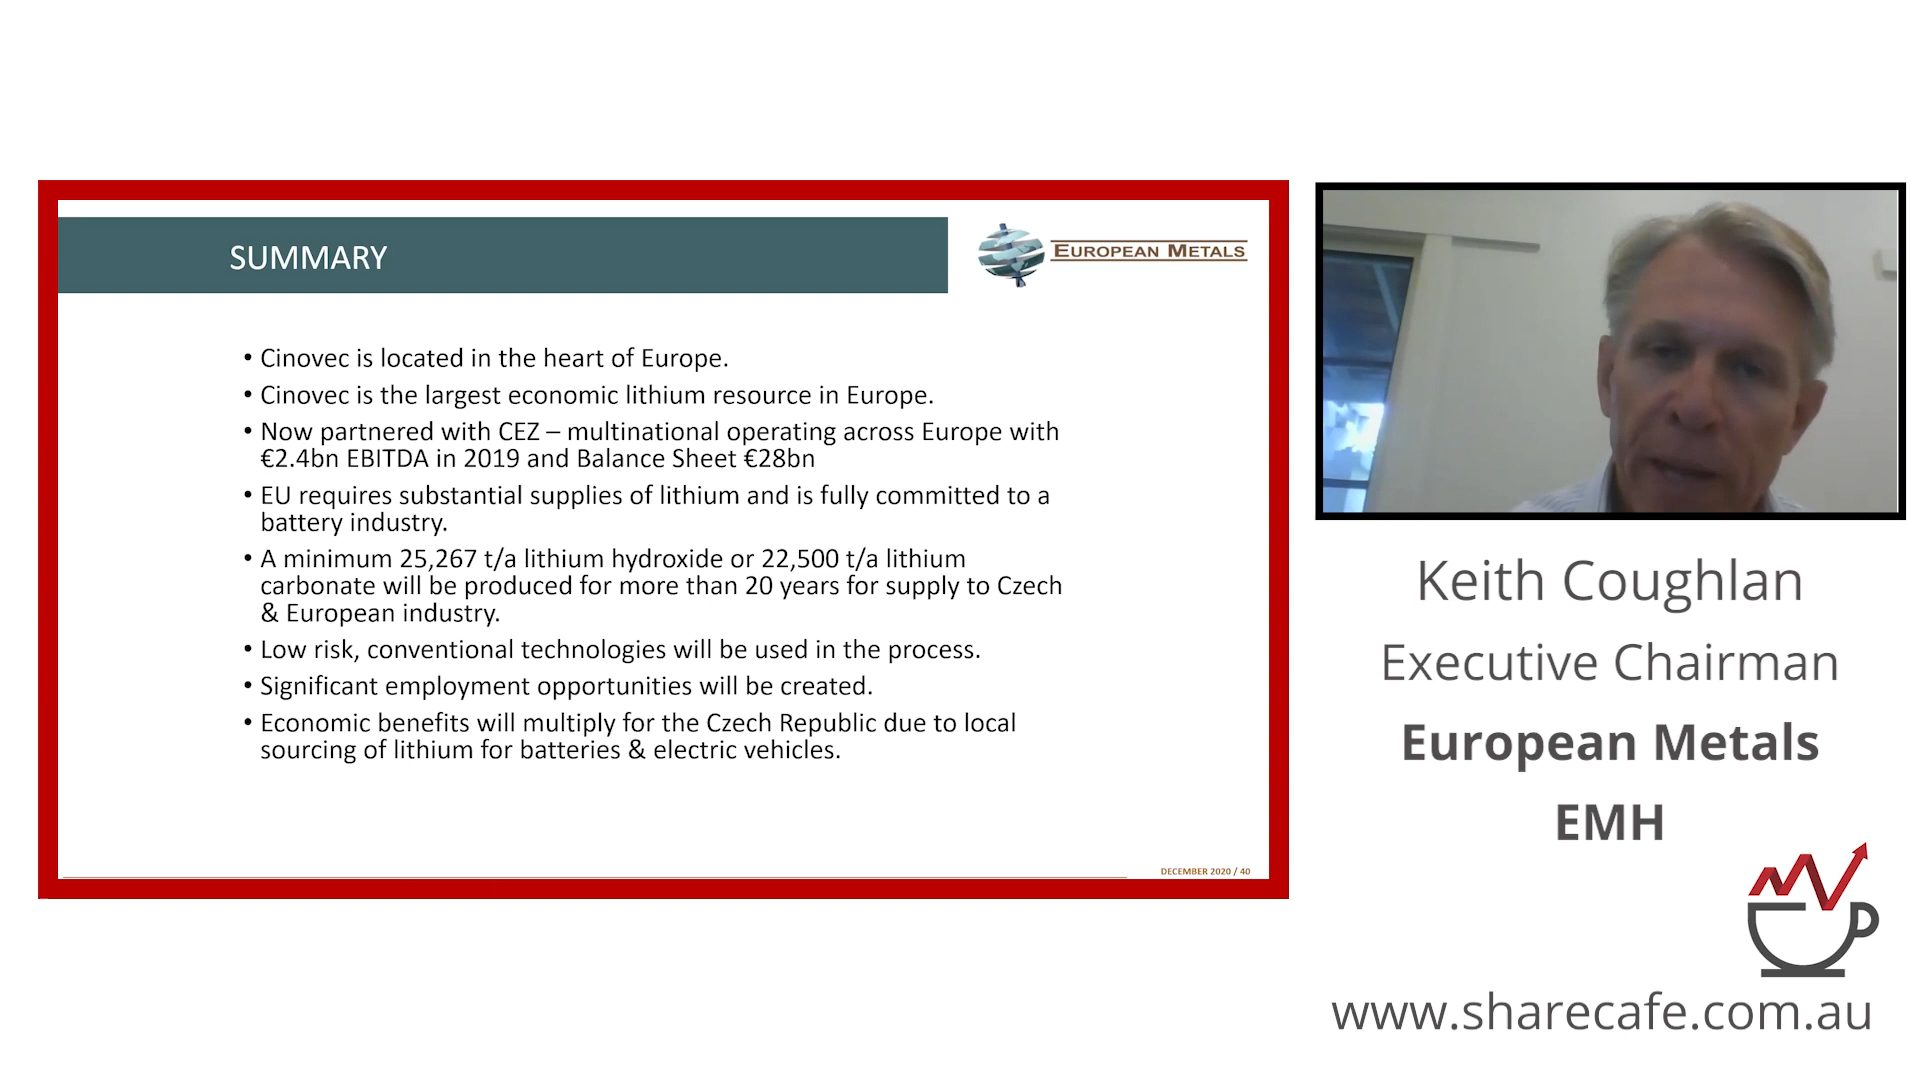 SUMMARY
EUROPEAN METALS
• Cinovec is located in the heart of Europe.
• Cinovec is the largest economic lithium resource in Europe.
• Now partnered with CEZ – multinational operating across Europe with
€2.4bn EBITDA in 2019 and Balance Sheet €28bn
• EU requires substantial supplies of lithium and is fully committed to a
battery industry.
• A minimum 25,267 t/a lithium hydroxide or 22,500 t/a lithium
carbonate will be produced for more than 20 years for supply to Czech
& European industry.
• Low risk, conventional technologies will be used in the process.
• Significant employment opportunities will be created.
• Economic benefits will multiply for the Czech Republic due to local
sourcing of lithium for batteries & electric vehicles.
DECEMBER 2020 / 40
Keith Coughlan
Executive Chairman
European Metals
EMH
www.sharecafe.com.au